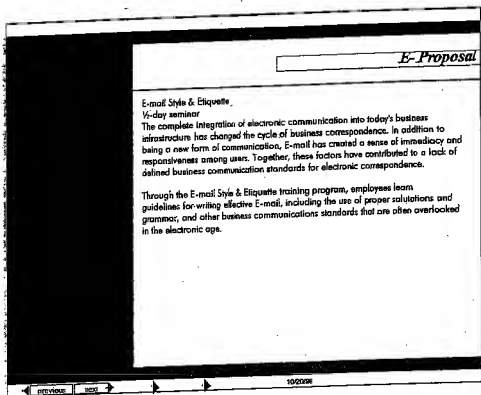 E-Proposal
E-mail Style & Etiquette
½-day seminar
The complete integration of electronic communication into today's business
infrastructure has changed the cycle of business correspondence. In addition to
being a new form of communication, E-mail has created a sense of immediacy and
responsiveness among users. Together, these factors have contributed to a lack of
defined business communication standards for electronic correspondence.
Through the E-mail Style & Etiquette training program, employees learn
guidelines for writing effective E-mail, including the use of proper salutations and
grammar, and other business communications standards that are often overlooked
in the electronic age.
previous next